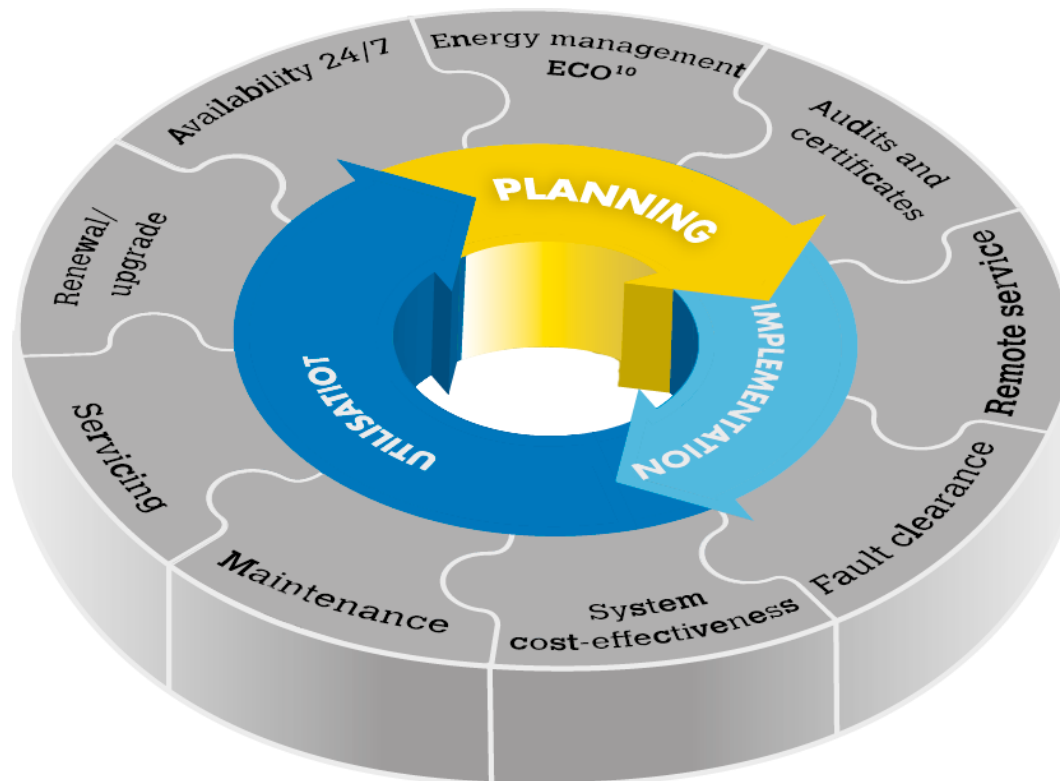 Availability 24/7
Energy management
ECO¹⁰
Audits and
certificates
Remote service
Fault clearance
System
cost-effectiveness
Maintenance
Servicing
Renewal/
upgrade
PLANNING
IMPLEMENTATION
UTILISATIOT